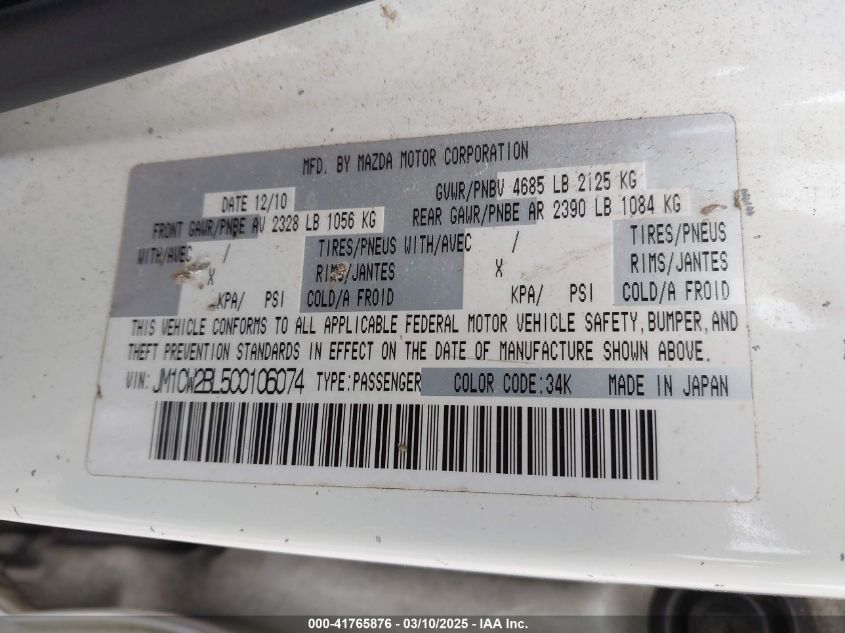 MFD. BY MAZDA MOTOR CORPORATION
DATE 12/10 GVWR/PNBV 4685 LB 2125 KG
FRONT GAWR/PNBE AV 2328 LB 1056 KG REAR GAWR/PNBE AR 2390 LB 1084 KG
WITH/AVEC / TIRES/PNEUS WITH/AVEC / TIRES/PNEUS
X RIMS/JANTES X RIMS/JANTES
KPA/ PSI COLD/A FROID KPA/ PSI COLD/A FROID
THIS VEHICLE CONFORMS TO ALL APPLICABLE FEDERAL MOTOR VEHICLE SAFETY, BUMPER, AND
THEFT PREVENTION STANDARDS IN EFFECT ON THE DATE OF MANUFACTURE SHOWN ABOVE.
VIN: JM1CW2BL5C0106074 TYPE:PASSENGER COLOR CODE:34K MADE IN JAPAN
000-41765876 - 03/10/2025 - IAA Inc.